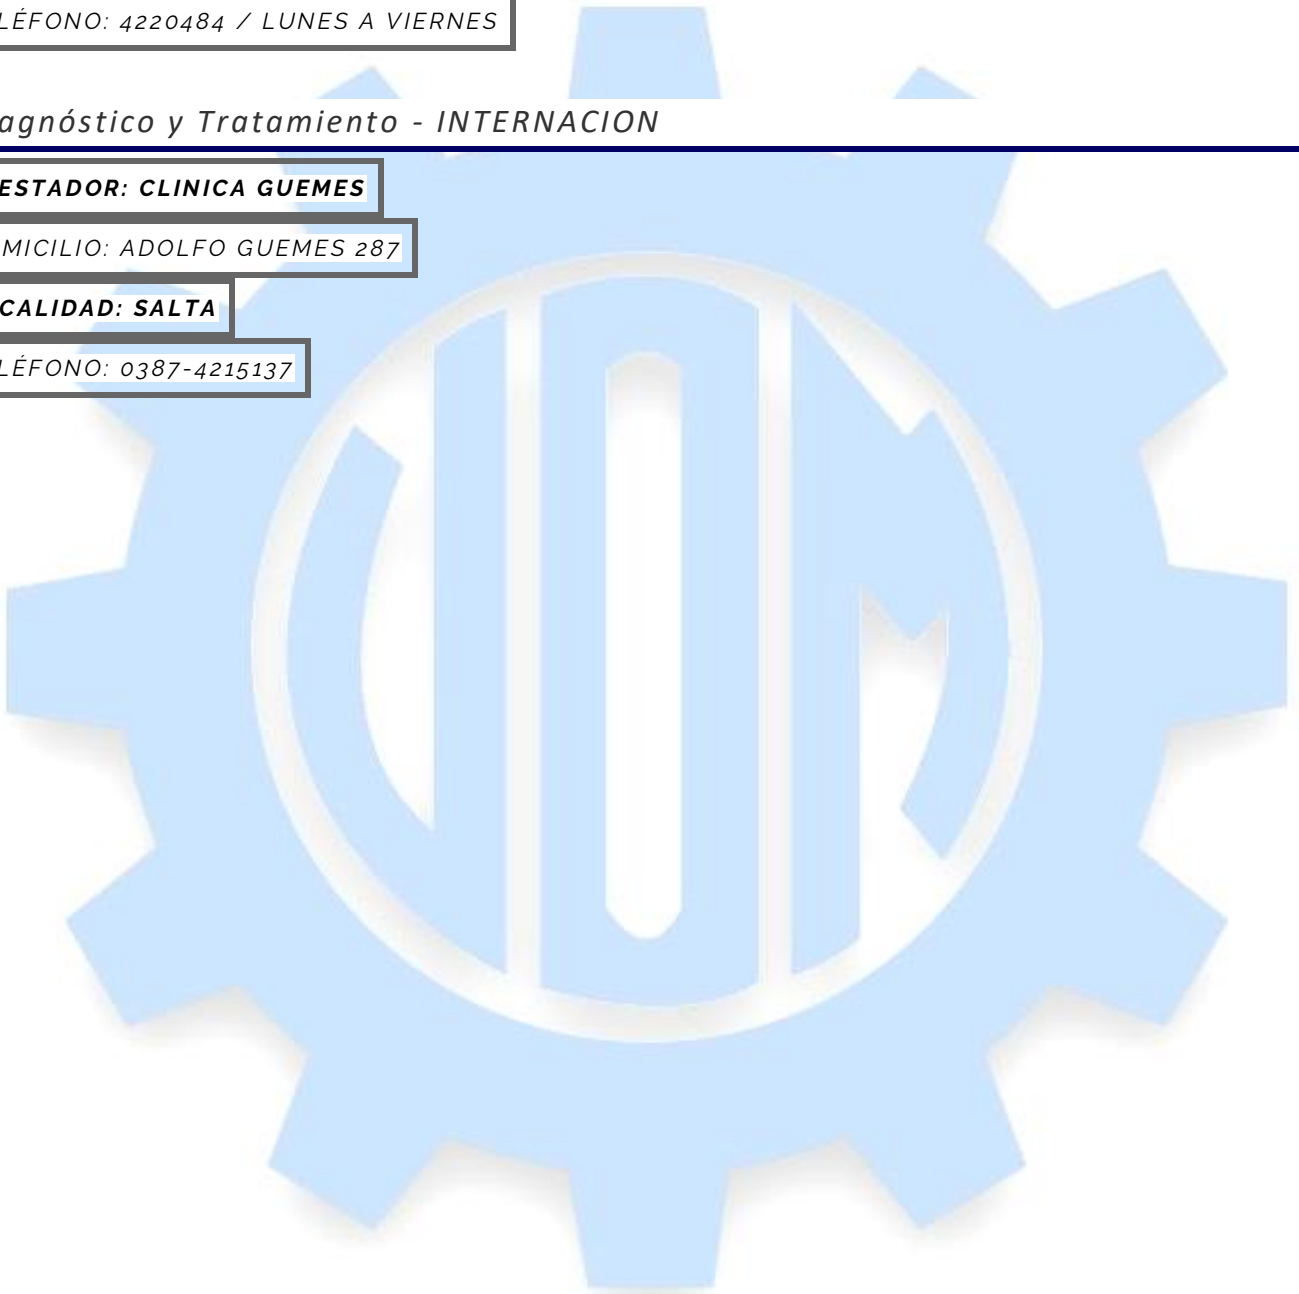 LÉFONO: 4220484 / LUNES A VIERNES
agnóstico y Tratamiento - INTERNACION
ESTADOR: CLINICA GUEMES
MICILIO: ADOLFO GUEMES 287
CALIDAD: SALTA
LÉFONO: 0387-4215137
UOM